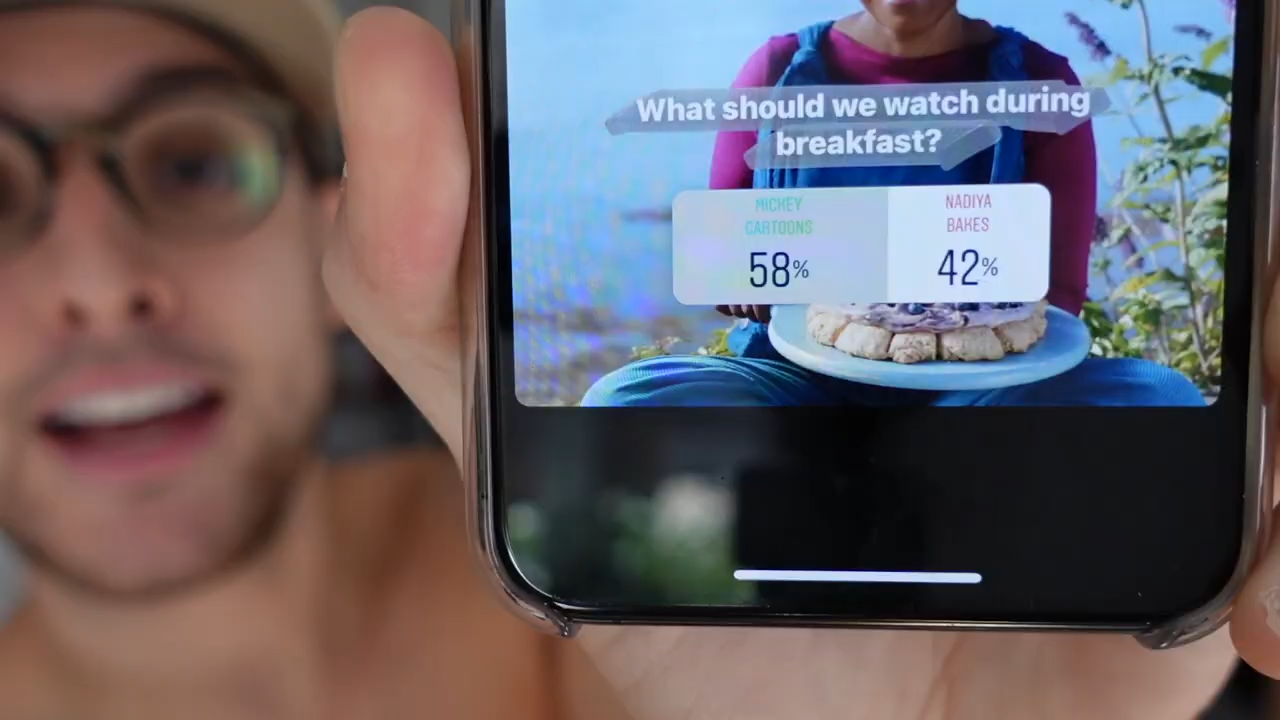 What should we watch during
breakfast?
MICKEY
CARTOONS
NADIYA
BAKES
58%
42%